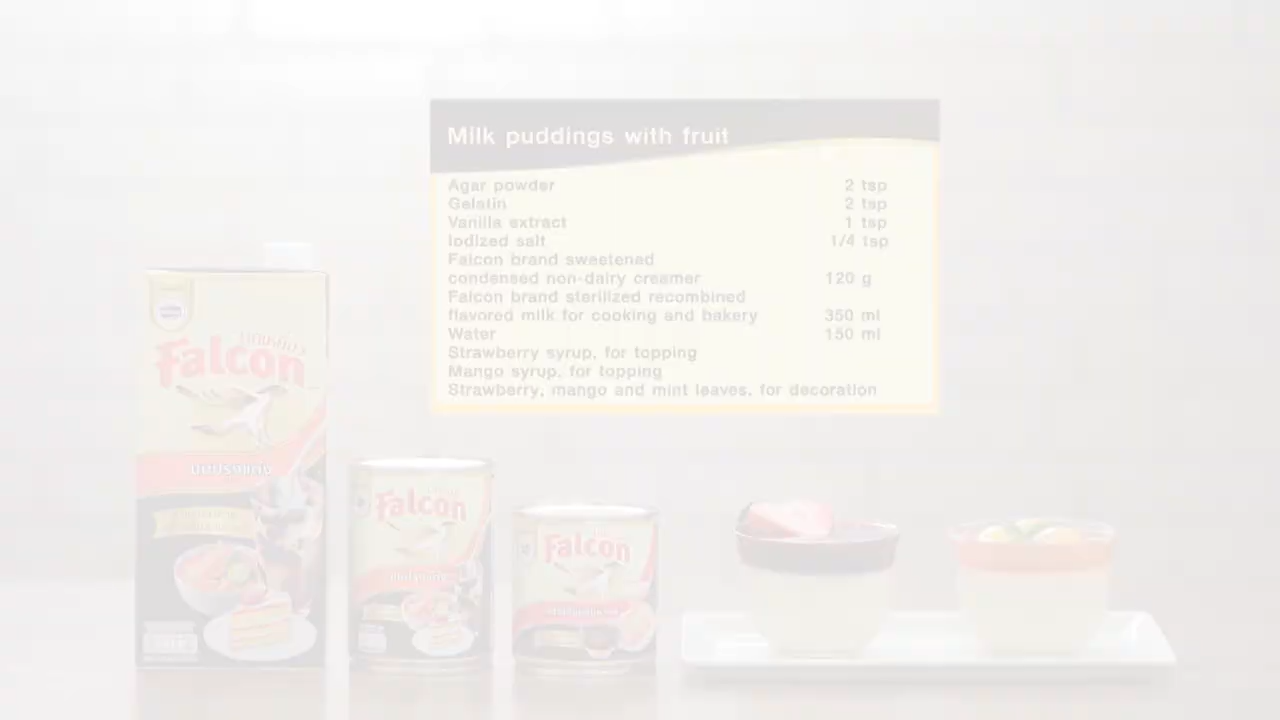 Milk puddings with fruit
Agar powder 2 tsp
Gelatin 2 tsp
Vanilla extract 1 tsp
Iodized salt 1/4 tsp
Falcon brand sweetened
condensed non-dairy creamer 120 g
Falcon brand sterilized recombined
flavored milk for cooking and bakery 350 ml
Water 150 ml
Strawberry syrup, for topping
Mango syrup, for topping
Strawberry, mango and mint leaves, for decoration
Falcon
Falcon
Falcon